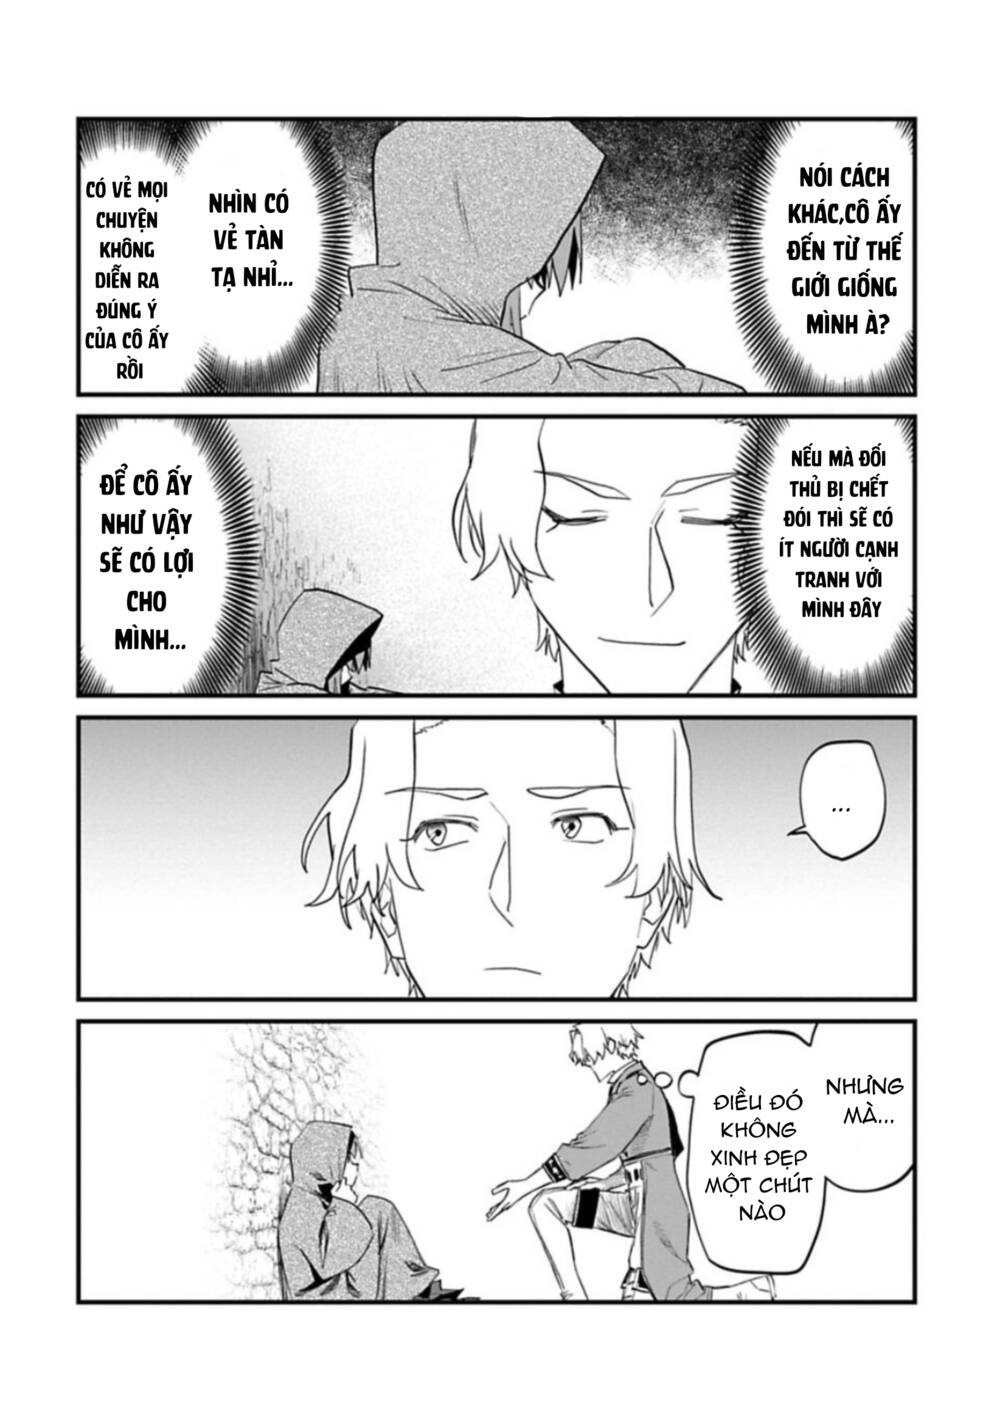 NÓI CÁCH
KHÁC,CÔ ẤY
ĐẾN TỪ THẾ
GIỚI GIỐNG
MÌNH À?
NHÌN CÓ
VẺ TÀN
TẠ NHỈ...
CÓ VẺ MỌI
CHUYỆN
KHÔNG
DIỄN RA
ĐÚNG Ý
CỦA CÔ ẤY
RỒI
NẾU MÀ ĐỐI
THỦ BỊ CHẾT
ĐÓI THÌ SẼ CÓ
ÍT NGƯỜI CẠNH
TRANH VỚI
MÌNH ĐẤY
ĐỂ CÔ ẤY
NHƯ VẬY
SẼ CÓ LỢI
CHO
MÌNH...
...
NHƯNG
MÀ...
ĐIỀU ĐÓ
KHÔNG
XINH ĐẸP
MỘT CHÚT
NÀO